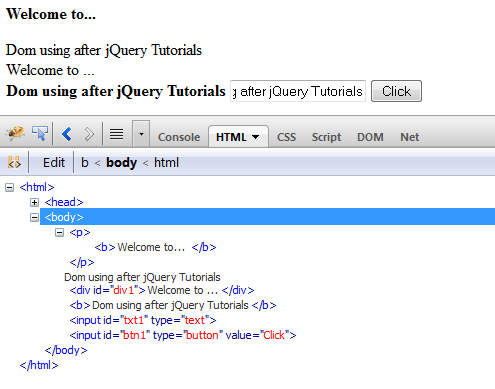 Welcome to...
Dom using after jQuery Tutorials
Welcome to ...
Dom using after jQuery Tutorials after jQuery Tutorials Click
Console HTML CSS Script DOM Net
Edit b < body < html
<html>
<head>
<body>
<p>
<b> Welcome to... </b>
</p>
Dom using after jQuery Tutorials
<div id="div1"> Welcome to ... </div>
<b> Dom using after jQuery Tutorials </b>
<input id="txt1" type="text">
<input id="btn1" type="button" value="Click">
</body>
</html>